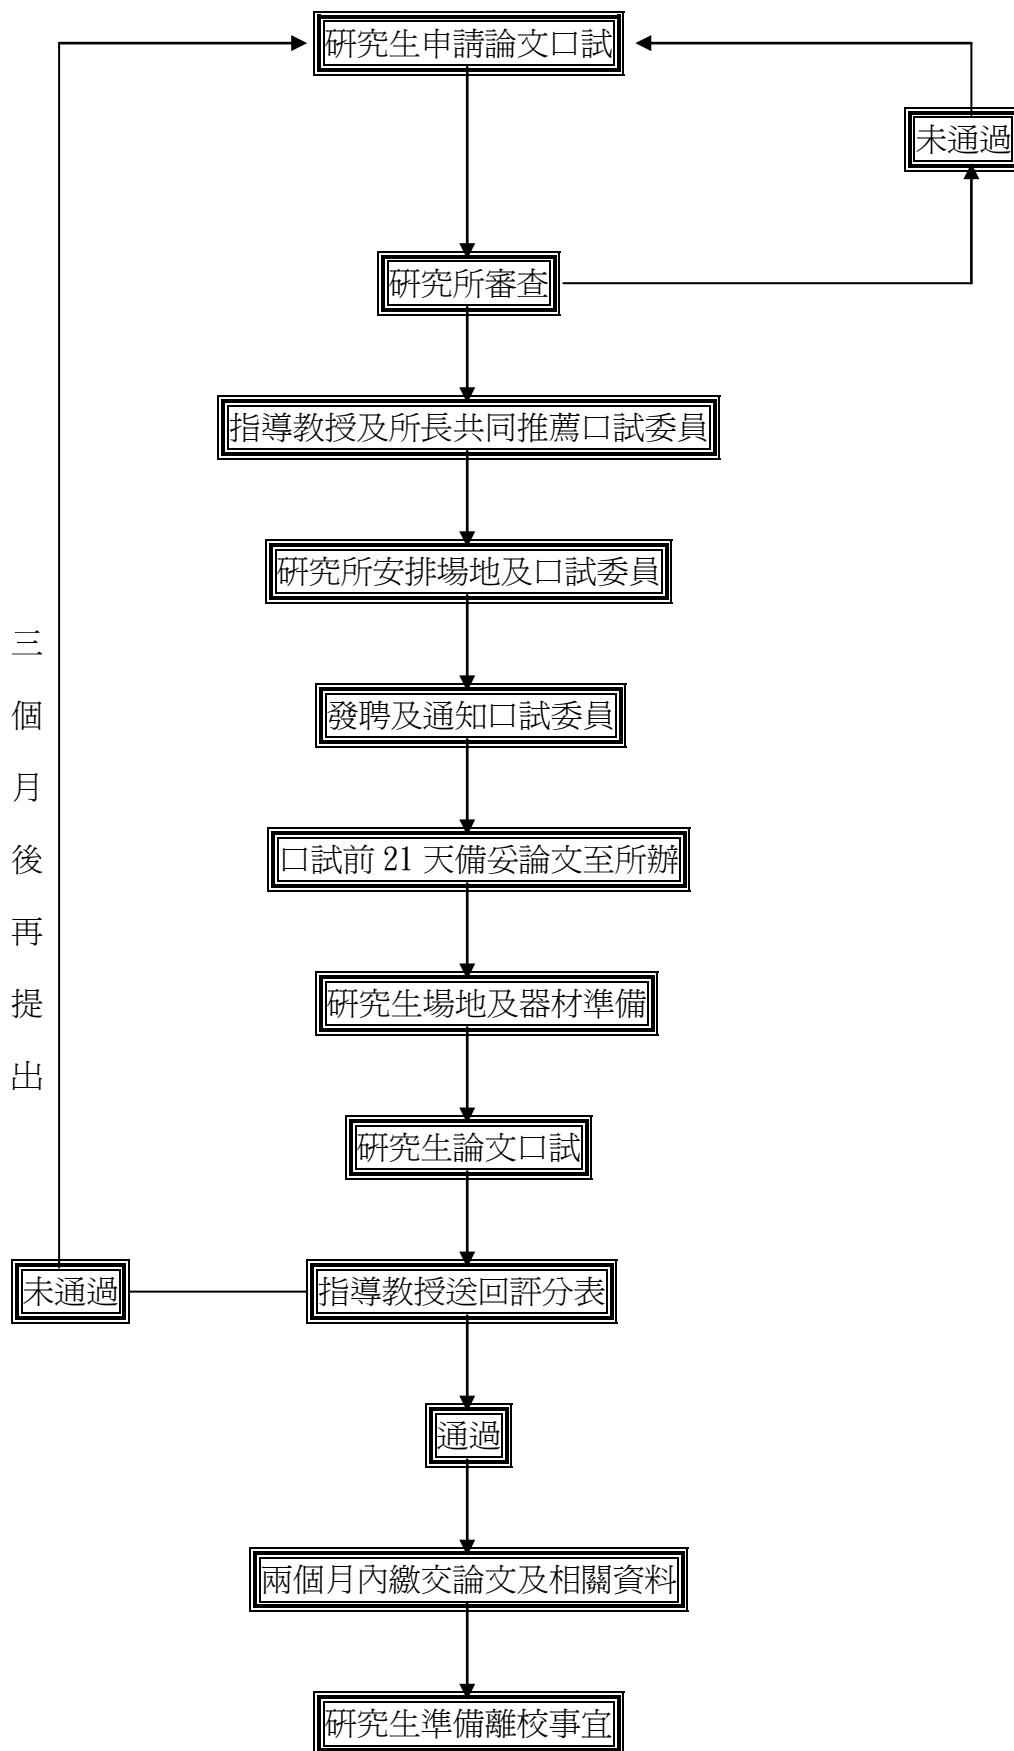 研究生申請論文口試
未通過
研究所審查
指導教授及所長共同推薦口試委員
研究所安排場地及口試委員
發聘及通知口試委員
口試前 21 天備妥論文至所辦
研究生場地及器材準備
研究生論文口試
三個月後再提出
未通過
指導教授送回評分表
通過
兩個月內繳交論文及相關資料
研究生準備離校事宜